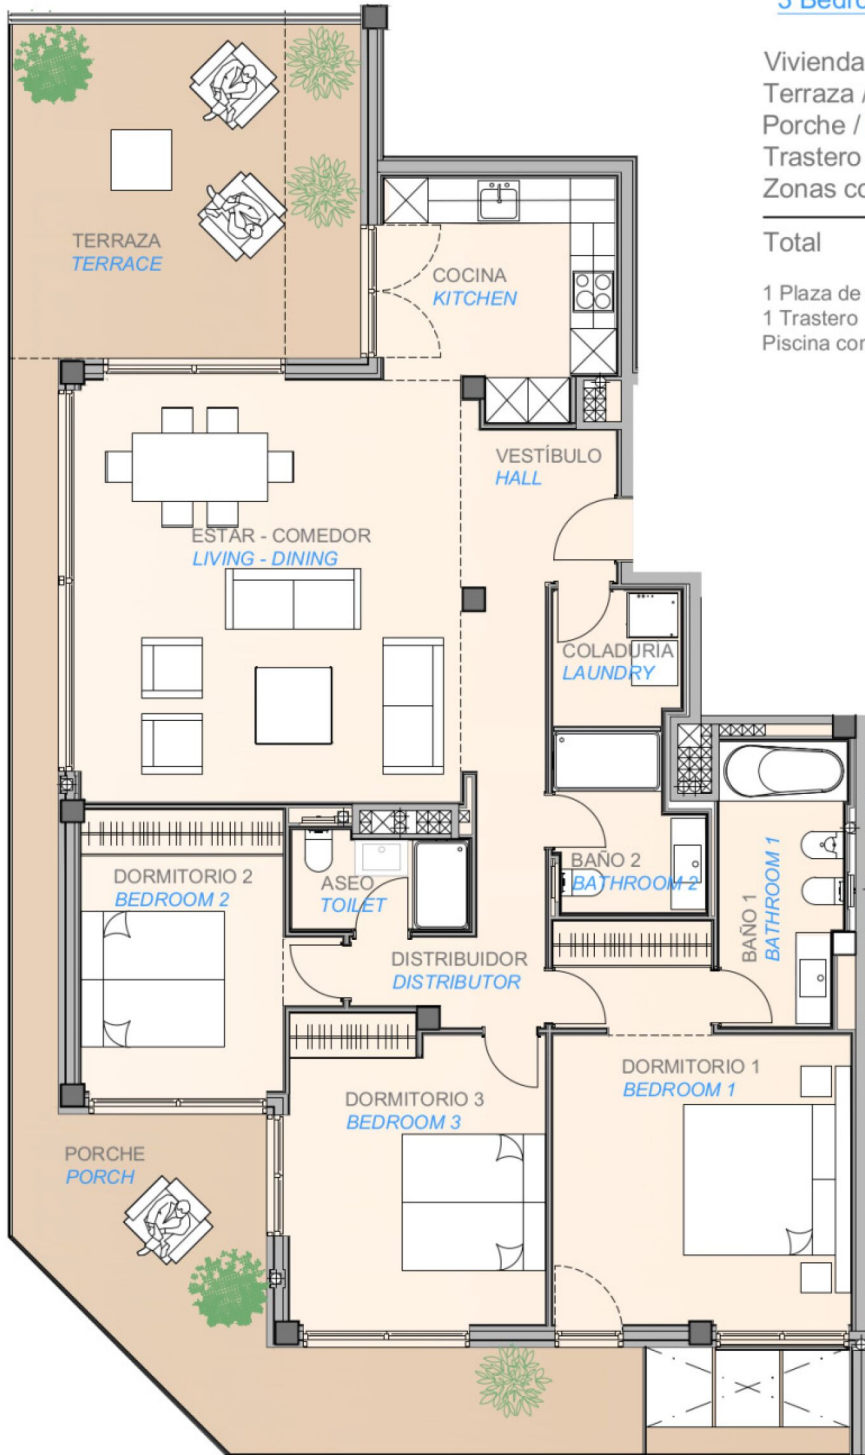 3 Bedro
Vivienda
Terraza /
Porche /
Trastero
Zonas co
Total
1 Plaza de
1 Trastero
Piscina con
TERRAZA
TERRACE
COCINA
KITCHEN
VESTÍBULO
HALL
ESTAR - COMEDOR
LIVING - DINING
COLADURIA
LAUNDRY
DORMITORIO 2
BEDROOM 2
ASEO
TOILET
BAÑO 2
BATHROOM 2
BAÑO 1
BATHROOM 1
DISTRIBUIDOR
DISTRIBUTOR
DORMITORIO 3
BEDROOM 3
DORMITORIO 1
BEDROOM 1
PORCHE
PORCH